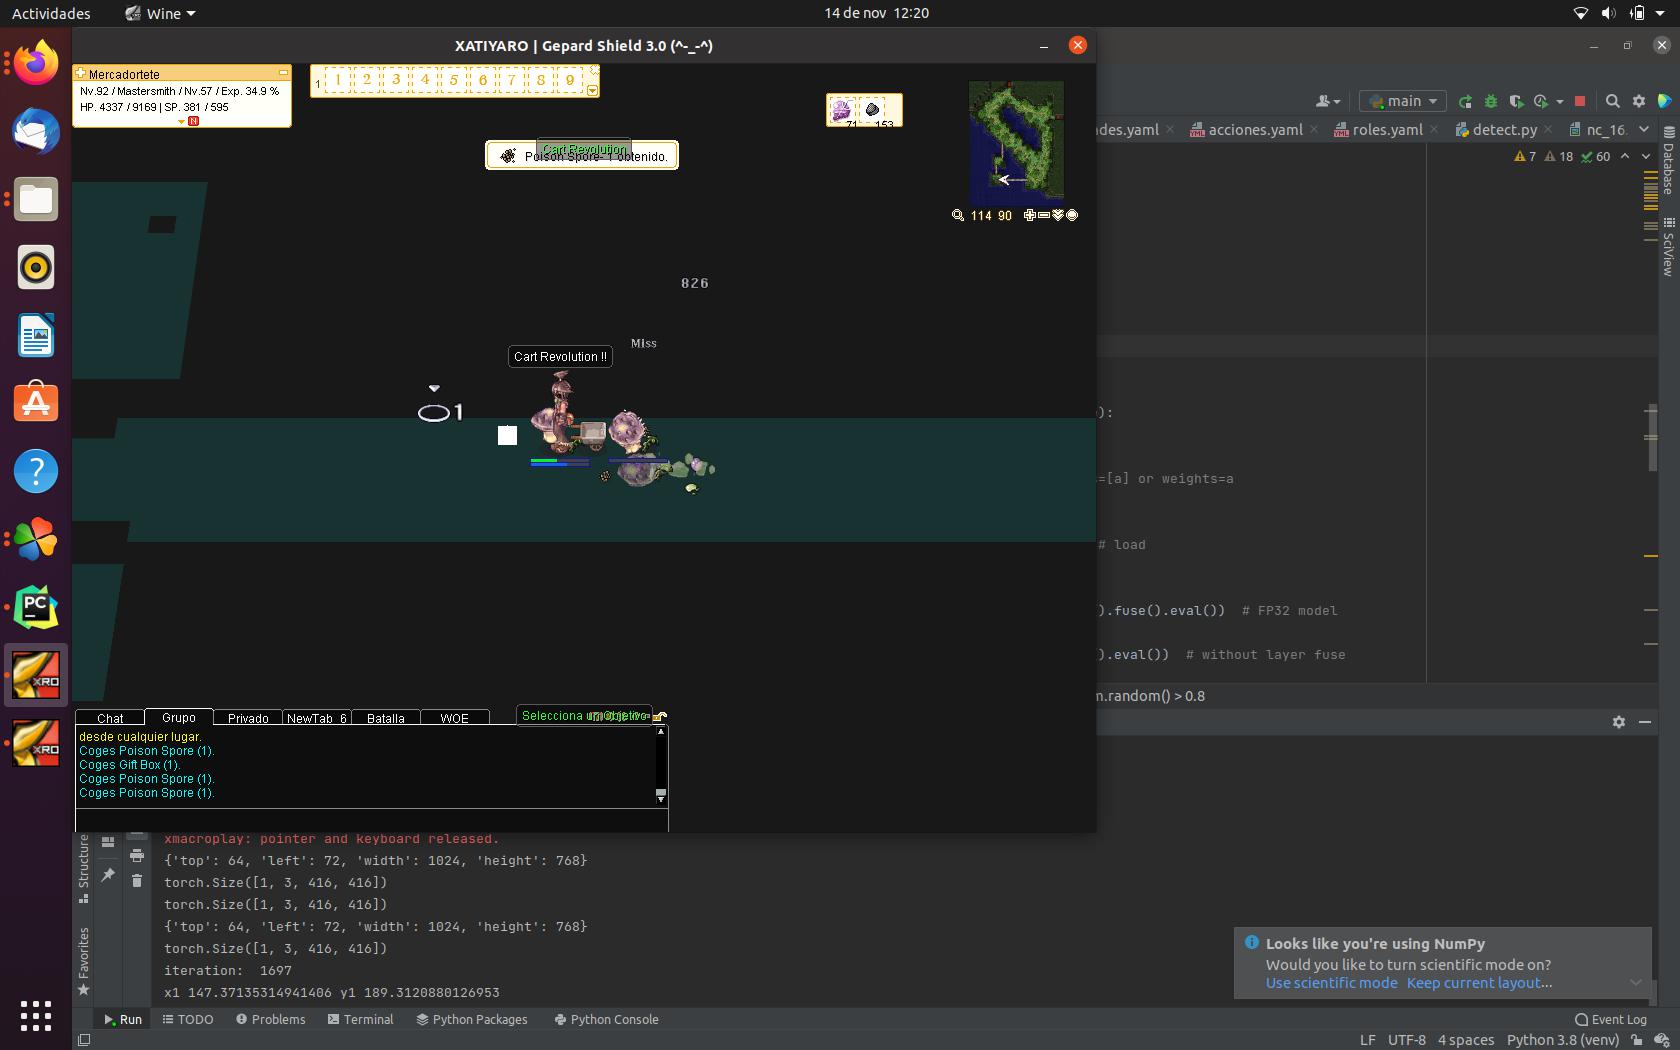 Actividades
Wine
14 de nov 12:20
XATIYARO | Gepard Shield 3.0 (^-_-^)
Mercadortete
Nv.92 / Mastersmith / Nv.57 / Exp. 34.9 %
HP. 4337 / 9169 | SP. 381 / 595
N
1 1 2 3 4 5 6 7 8 9
71 153
Cart Revolution
Poison Spore- 1 obtenido.
114 90
826
Miss
Cart Revolution !!
1
main
des.yaml
acciones.yaml
roles.yaml
detect.py
nc_16.
7 18 60
Database
SciView
):
=[a] or weights=a
# load
).fuse().eval()) # FP32 model
).eval()) # without layer fuse
m.random() > 0.8
Chat Grupo Privado NewTab_6 Batalla WOE
Selecciona un objetivo
desde cualquier lugar.
Coges Poison Spore (1).
Coges Gift Box (1).
Coges Poison Spore (1).
Coges Poison Spore (1).
PC
XRO
XRO
Structure
Favorites
xmacroplay: pointer and keyboard released.
{'top': 64, 'left': 72, 'width': 1024, 'height': 768}
torch.Size([1, 3, 416, 416])
torch.Size([1, 3, 416, 416])
{'top': 64, 'left': 72, 'width': 1024, 'height': 768}
torch.Size([1, 3, 416, 416])
iteration:  1697
x1 147.37135314941406 y1 189.3120880126953
Looks like you're using NumPy
Would you like to turn scientific mode on?
Use scientific mode Keep current layout...
Run TODO Problems Terminal Python Packages Python Console
Event Log
LF UTF-8 4 spaces Python 3.8 (venv)